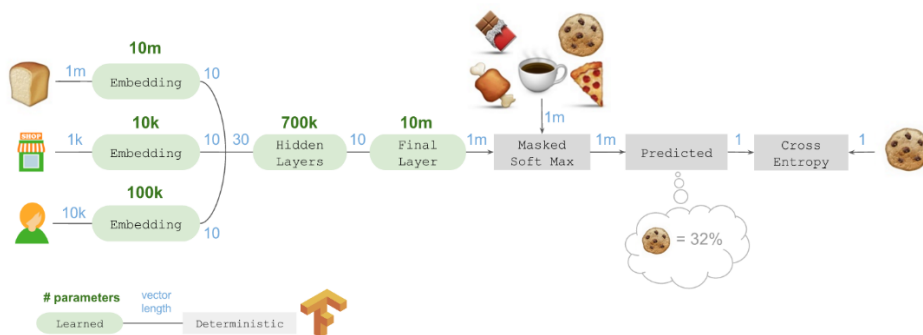 10m
1m
Embedding
10
SHOP
10k
1k
Embedding
10
30
700k
Hidden
Layers
10
10m
Final
Layer
1m
1m
Masked
Soft Max
1m
Predicted
1
Cross
Entropy
1
100k
10k
Embedding
10
= 32%
# parameters
vector
length
Learned
Deterministic